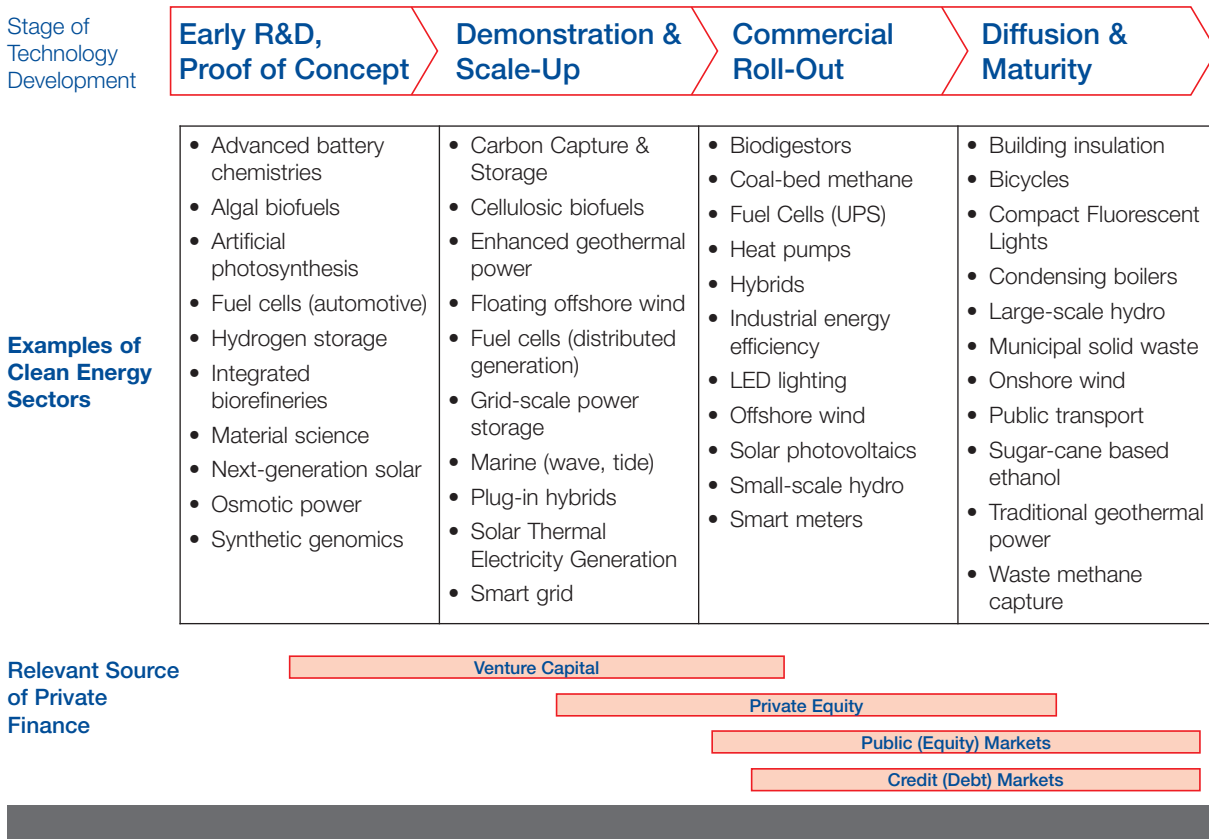 Stage of
Technology
Development
Early R&D,
Proof of Concept
Demonstration &
Scale-Up
Commercial
Roll-Out
Diffusion &
Maturity
Examples of
Clean Energy
Sectors
• Advanced battery
chemistries
• Algal biofuels
• Artificial
photosynthesis
• Fuel cells (automotive)
• Hydrogen storage
• Integrated
biorefineries
• Material science
• Next-generation solar
• Osmotic power
• Synthetic genomics
• Carbon Capture &
Storage
• Cellulosic biofuels
• Enhanced geothermal
power
• Floating offshore wind
• Fuel cells (distributed
generation)
• Grid-scale power
storage
• Marine (wave, tide)
• Plug-in hybrids
• Solar Thermal
Electricity Generation
• Smart grid
• Biodigestors
• Coal-bed methane
• Fuel Cells (UPS)
• Heat pumps
• Hybrids
• Industrial energy
efficiency
• LED lighting
• Offshore wind
• Solar photovoltaics
• Small-scale hydro
• Smart meters
• Building insulation
• Bicycles
• Compact Fluorescent
Lights
• Condensing boilers
• Large-scale hydro
• Municipal solid waste
• Onshore wind
• Public transport
• Sugar-cane based
ethanol
• Traditional geothermal
power
• Waste methane
capture
Relevant Source
of Private
Finance
Venture Capital
Private Equity
Public (Equity) Markets
Credit (Debt) Markets